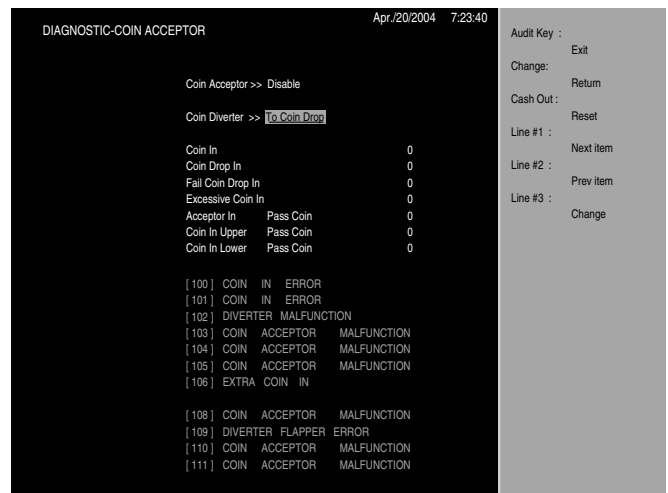 DIAGNOSTIC-COIN ACCEPTOR
Apr./20/2004 7:23:40
Coin Acceptor >> Disable
Coin Diverter >> To Coin Drop
Coin In 0
Coin Drop In 0
Fail Coin Drop In 0
Excessive Coin In 0
Acceptor In Pass Coin 0
Coin In Upper Pass Coin 0
Coin In Lower Pass Coin 0
[ 100 ] COIN IN ERROR
[ 101 ] COIN IN ERROR
[ 102 ] DIVERTER MALFUNCTION
[ 103 ] COIN ACCEPTOR MALFUNCTION
[ 104 ] COIN ACCEPTOR MALFUNCTION
[ 105 ] COIN ACCEPTOR MALFUNCTION
[ 106 ] EXTRA COIN IN
[ 108 ] COIN ACCEPTOR MALFUNCTION
[ 109 ] DIVERTER FLAPPER ERROR
[ 110 ] COIN ACCEPTOR MALFUNCTION
[ 111 ] COIN ACCEPTOR MALFUNCTION
Audit Key :
Exit
Change:
Return
Cash Out :
Reset
Line #1 :
Next item
Line #2 :
Prev item
Line #3 :
Change